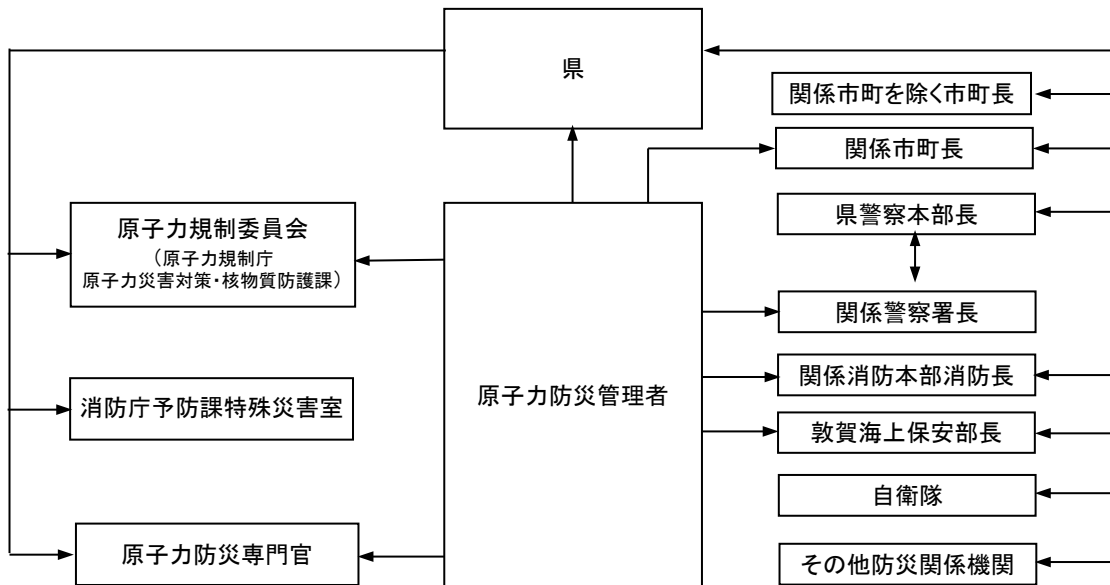 県
関係市町を除く市町長
関係市町長
県警察本部長
原子力規制委員会
（原子力規制庁
原子力災害対策・核物質防護課）
関係警察署長
関係消防本部消防長
原子力防災管理者
消防庁予防課特殊災害室
敦賀海上保安部長
自衛隊
原子力防災専門官
その他防災関係機関